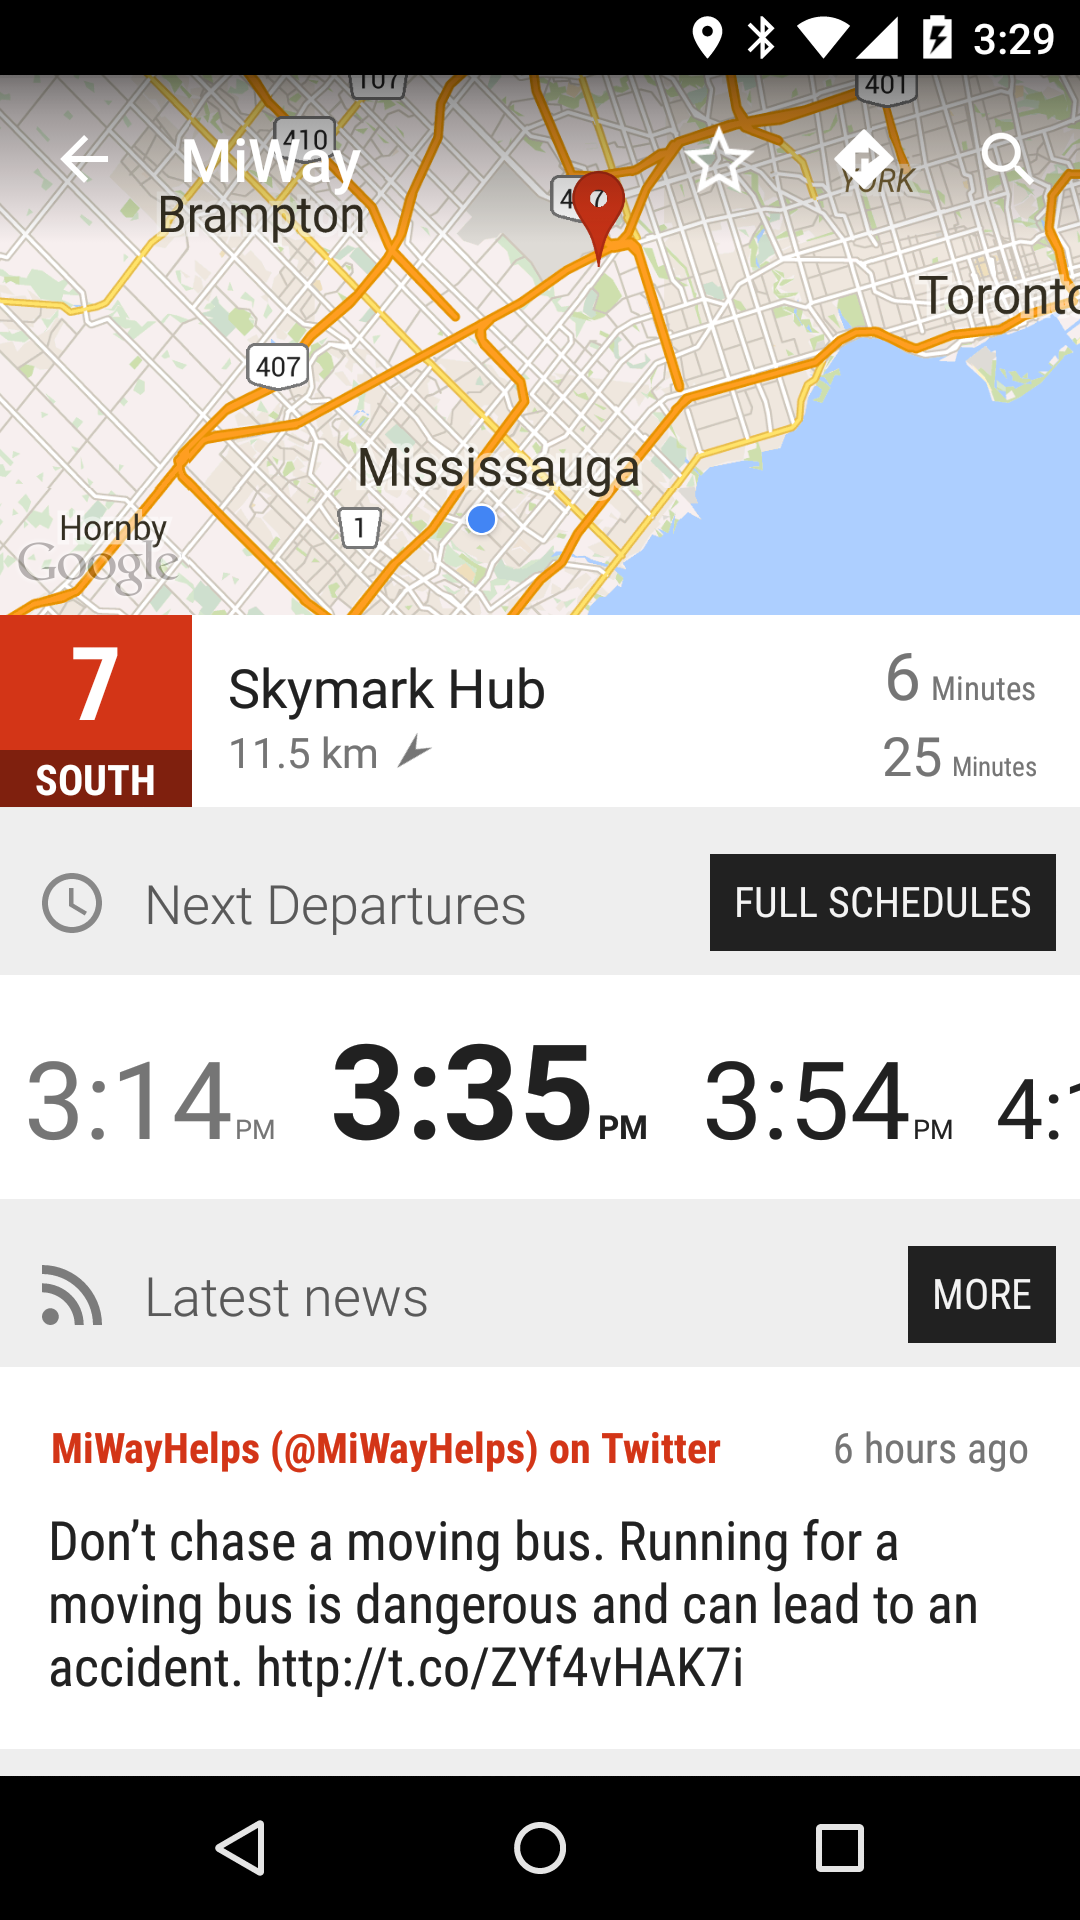 3:29
107
401
410
MiWay
YORK
Brampton
7
Toronto
407
Mississauga
1
Hornby
Google
7
Skymark Hub
6 Minutes
SOUTH
11.5 km
25 Minutes
Next Departures
FULL SCHEDULES
3:14 PM
3:35 PM
3:54 PM
4:1
Latest news
MORE
MiWayHelps (@MiWayHelps) on Twitter
6 hours ago
Don’t chase a moving bus. Running for a
moving bus is dangerous and can lead to an
accident. http://t.co/ZYf4vHAK7i